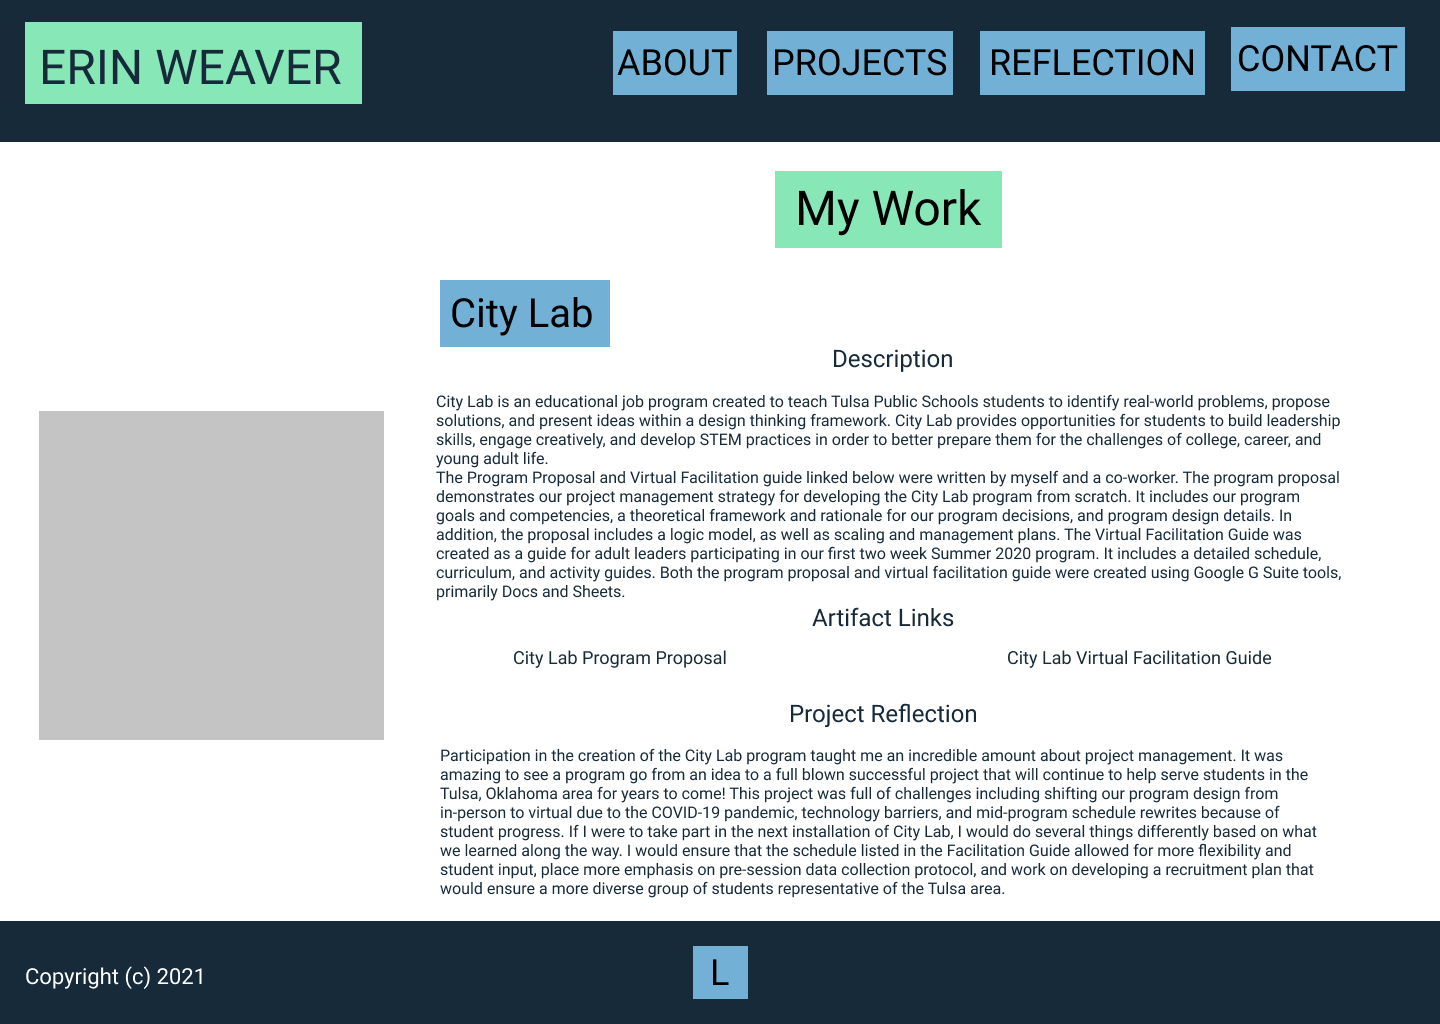 ERIN WEAVER
ABOUT
PROJECTS
REFLECTION
CONTACT
My Work
City Lab
Description
City Lab is an educational job program created to teach Tulsa Public Schools students to identify real-world problems, propose
solutions, and present ideas within a design thinking framework. City Lab provides opportunities for students to build leadership
skills, engage creatively, and develop STEM practices in order to better prepare them for the challenges of college, career, and
young adult life.
The Program Proposal and Virtual Facilitation guide linked below were written by myself and a co-worker. The program proposal
demonstrates our project management strategy for developing the City Lab program from scratch. It includes our program
goals and competencies, a theoretical framework and rationale for our program decisions, and program design details. In
addition, the proposal includes a logic model, as well as scaling and management plans. The Virtual Facilitation Guide was
created as a guide for adult leaders participating in our first two week Summer 2020 program. It includes a detailed schedule,
curriculum, and activity guides. Both the program proposal and virtual facilitation guide were created using Google G Suite tools,
primarily Docs and Sheets.
Artifact Links
City Lab Program Proposal
City Lab Virtual Facilitation Guide
Project Reflection
Participation in the creation of the City Lab program taught me an incredible amount about project management. It was
amazing to see a program go from an idea to a full blown successful project that will continue to help serve students in the
Tulsa, Oklahoma area for years to come! This project was full of challenges including shifting our program design from
in-person to virtual due to the COVID-19 pandemic, technology barriers, and mid-program schedule rewrites because of
student progress. If I were to take part in the next installation of City Lab, I would do several things differently based on what
we learned along the way. I would ensure that the schedule listed in the Facilitation Guide allowed for more flexibility and
student input, place more emphasis on pre-session data collection protocol, and work on developing a recruitment plan that
would ensure a more diverse group of students representative of the Tulsa area.
Copyright (c) 2021
L